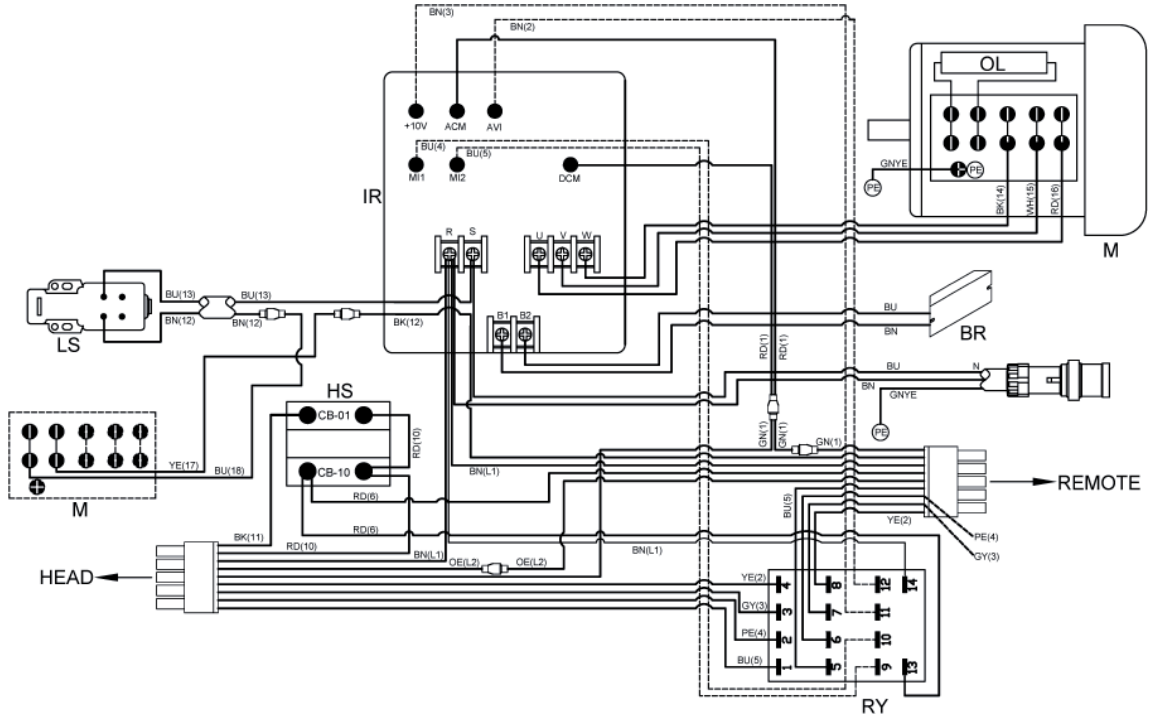 BN(3)
BN(2)
OL
+10V
ACM
AVI
BU(4)
BU(5)
MI1
MI2
DCM
GNYE
PE
PE
BK(14)
WH(15)
RD(16)
M
IR
R
S
U
V
W
BU(13)
BU(13)
BN(12)
BN(12)
BK(12)
LS
B1
B2
BU
BN
BR
RD(1)
RD(1)
BU
N
BN
GNYE
PE
HS
CB-01
CB-10
RD(10)
YE(17)
BU(18)
M
GN(1)
GN(1)
GN(1)
BN(L1)
RD(6)
BU(5)
REMOTE
YE(2)
RD(6)
BK(11)
RD(10)
BN(L1)
BN(L1)
PE(4)
GY(3)
OE(L2)
OE(L2)
HEAD
YE(2)
4
8
12
14
GY(3)
3
7
11
PE(4)
2
6
10
BU(5)
1
5
9
13
RY